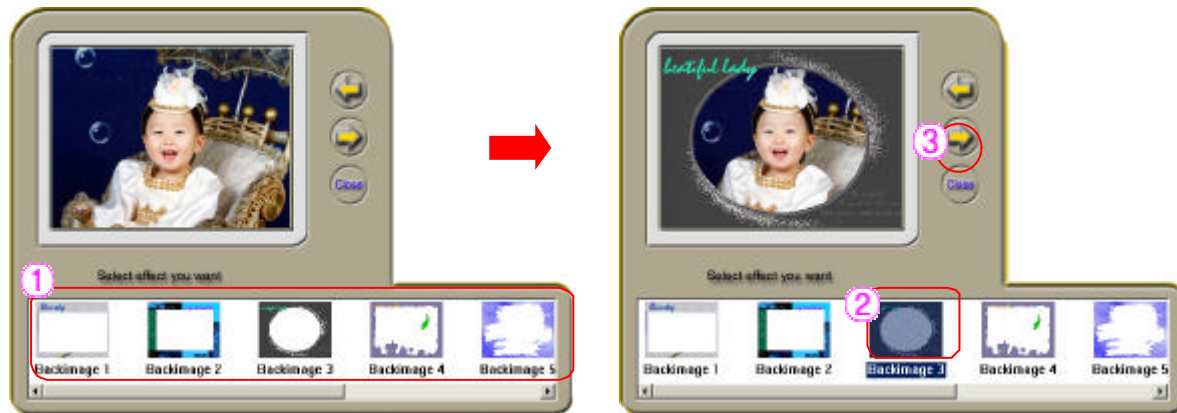 Close
Select effect you want
1
Backimage 1
Backimage 2
Backimage 3
Backimage 4
Backimage 5
beatiful lady
3
Close
Select effect you want
2
Backimage 1
Backimage 2
Backimage 3
Backimage 4
Backimage 5